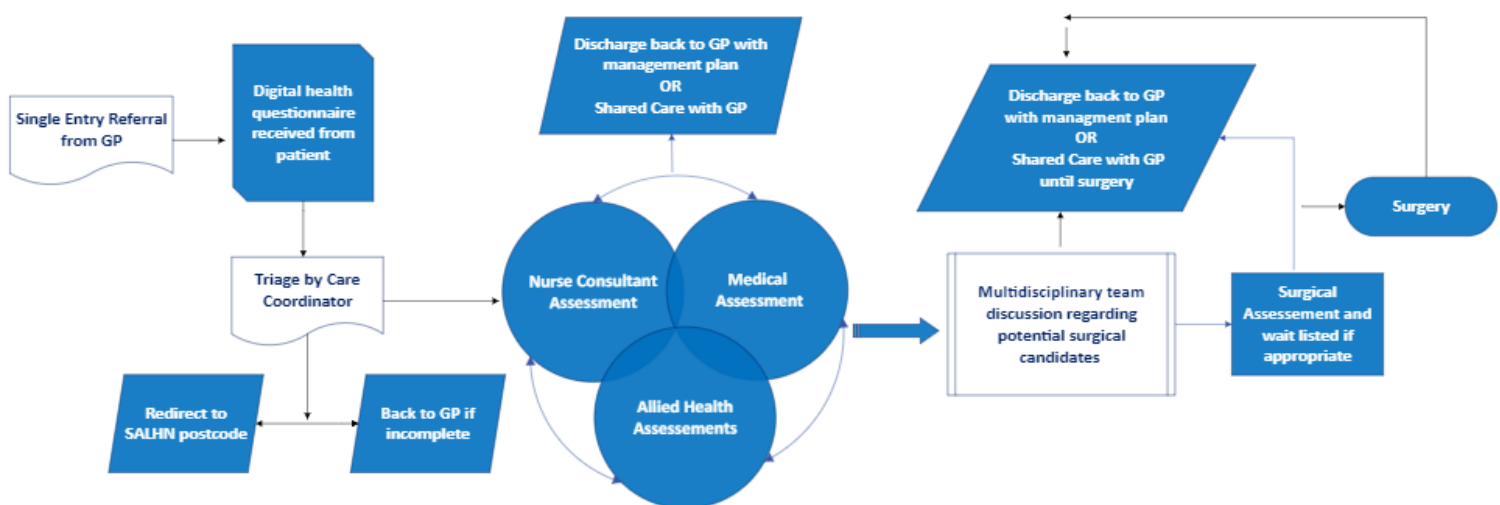 Single Entry Referral
from GP
Digital health
questionnaire
received from
patient
Triage by Care
Coordinator
Redirect to
SALHN postcode
Back to GP if
incomplete
Discharge back to GP with
management plan
OR
Shared Care with GP
Nurse Consultant
Assessment
Medical
Assessment
Allied Health
Assessements
Discharge back to GP
with managment plan
OR
Shared Care with GP
until surgery
Multidisciplinary team
discussion regarding
potential surgical
candidates
Surgical
Assessement and
wait listed if
appropriate
Surgery